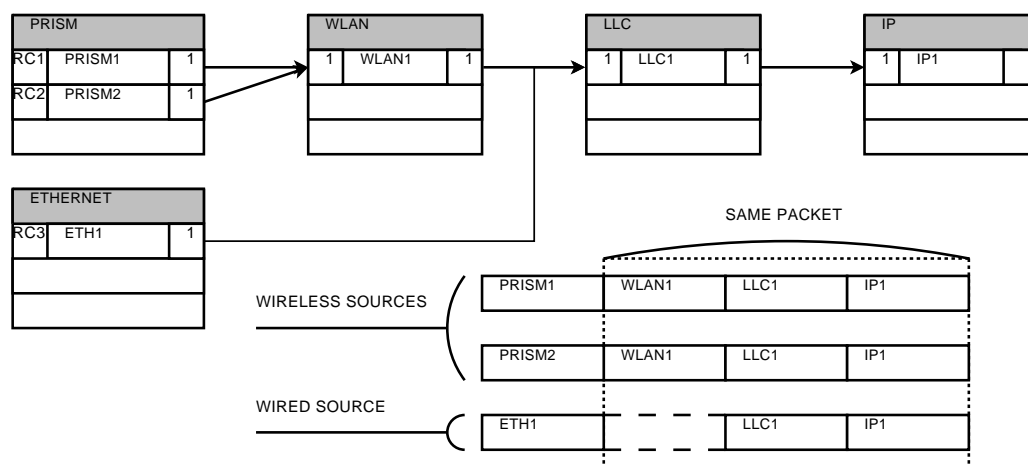 PRISM WLAN LLC IP
RC1 PRISM1 1 1 WLAN1 1 1 LLC1 1 1 IP1
RC2 PRISM2 1
ETHERNET
RC3 ETH1 1
SAME PACKET
WIRELESS SOURCES
PRISM1 WLAN1 LLC1 IP1
PRISM2 WLAN1 LLC1 IP1
WIRED SOURCE
ETH1 LLC1 IP1